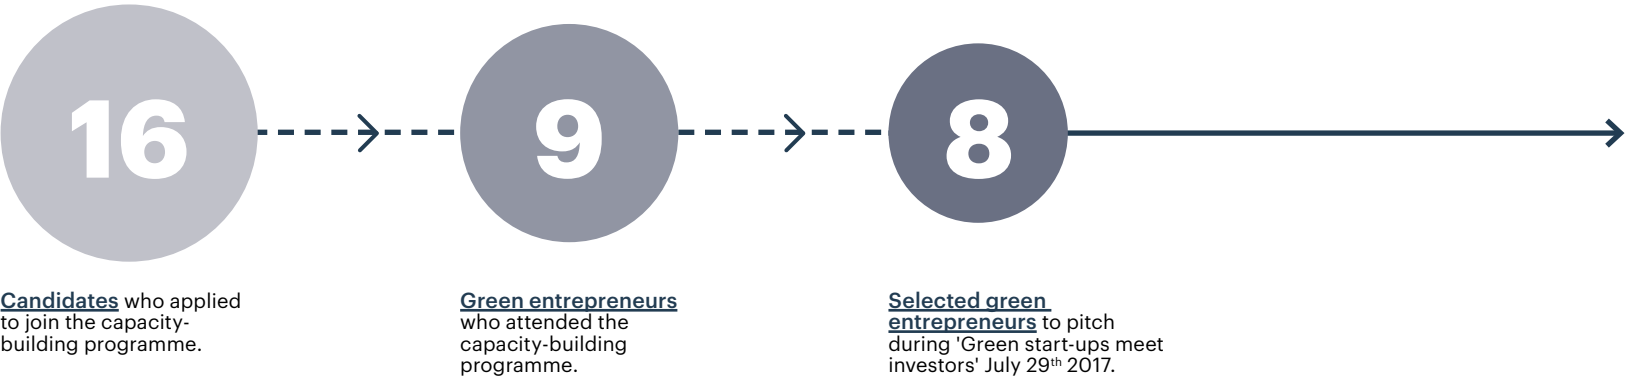 16
9
8
Candidates who applied
to join the capacity-
building programme.
Green entrepreneurs
who attended the
capacity-building
programme.
Selected green
entrepreneurs to pitch
during 'Green start-ups meet
investors' July 29th 2017.